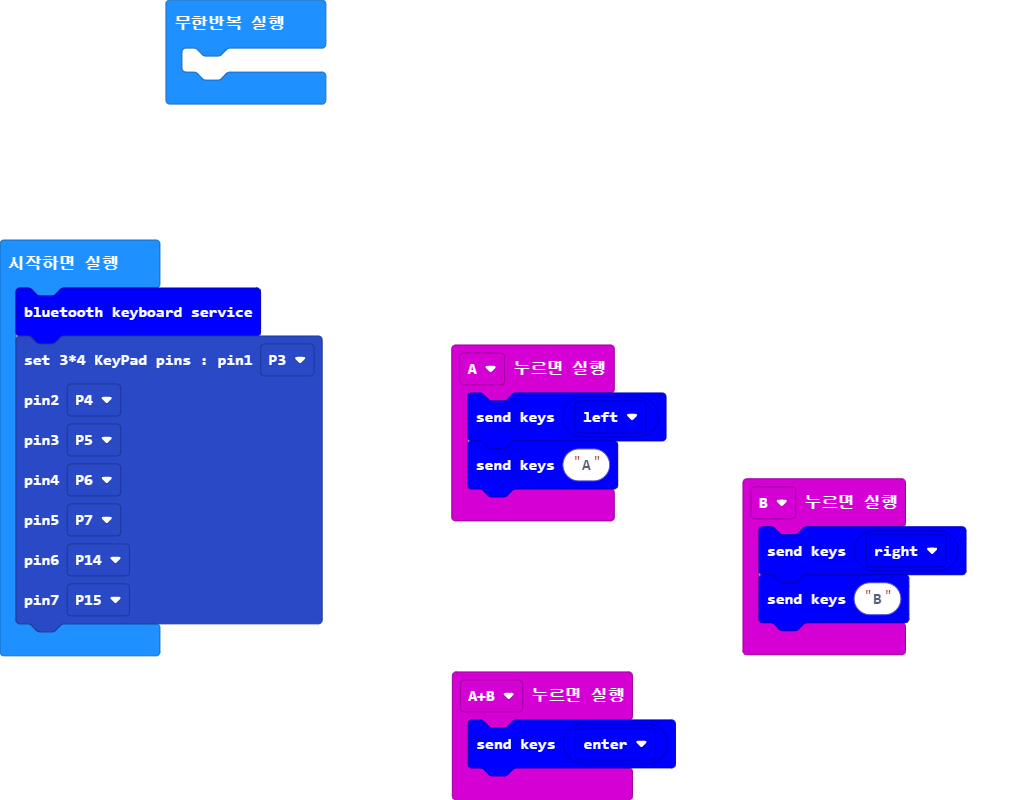 무한반복 실행
시작하면 실행
bluetooth keyboard service
set 3*4 KeyPad pins : pin1 P3
pin2 P4
pin3 P5
pin4 P6
pin5 P7
pin6 P14
pin7 P15
A 누르면 실행
send keys left
send keys "A"
B 누르면 실행
send keys right
send keys "B"
A+B 누르면 실행
send keys enter